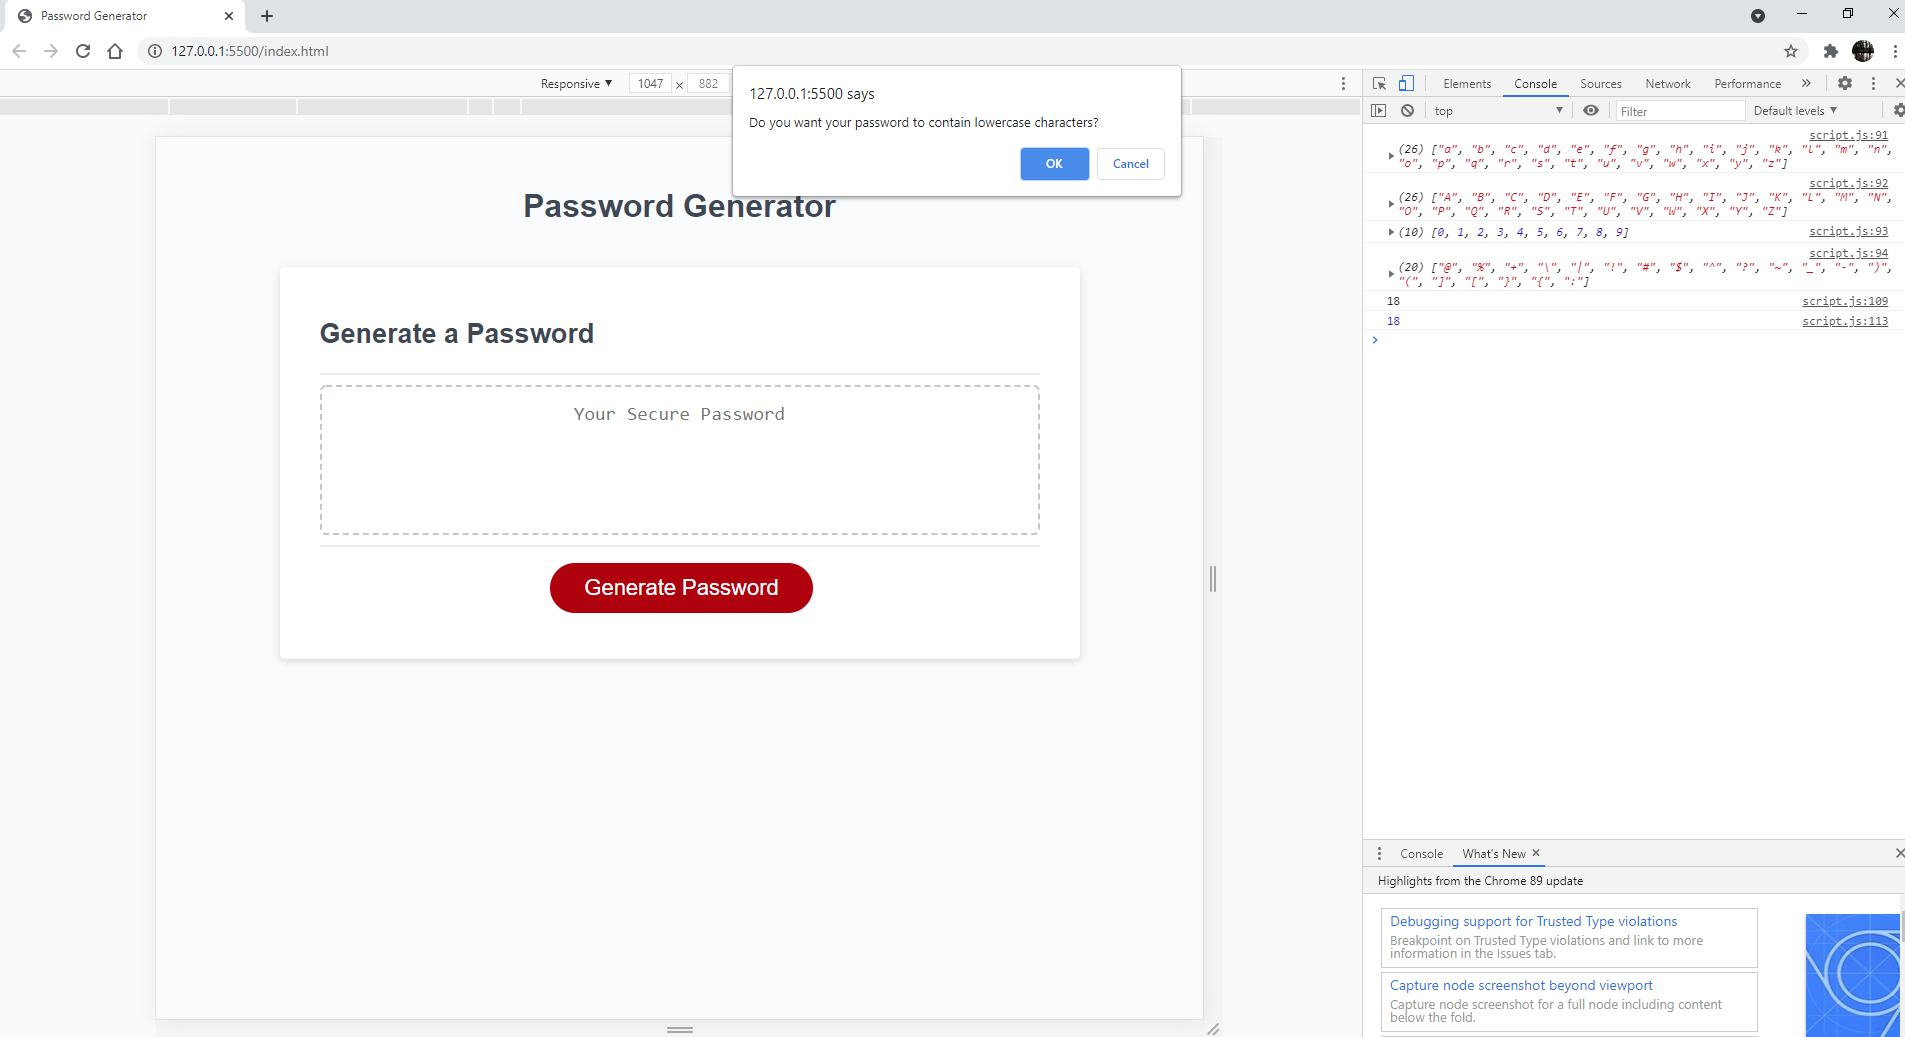 Password Generator
127.0.0.1:5500/index.html
Responsive ▼ 1047 × 882
127.0.0.1:5500 says
Do you want your password to contain lowercase characters?
OK Cancel
Password Generator
Generate a Password
Your Secure Password
Generate Password
Elements Console Sources Network Performance »
top ▼ Filter Default levels ▼
script.js:91
(26) ["a", "b", "c", "d", "e", "f", "g", "h", "i", "j", "k", "l", "m", "n",
"o", "p", "q", "r", "s", "t", "u", "v", "w", "x", "y", "z"]
script.js:92
(26) ["A", "B", "C", "D", "E", "F", "G", "H", "I", "J", "K", "L", "M", "N",
"O", "P", "Q", "R", "S", "T", "U", "V", "W", "X", "Y", "Z"]
(10) [0, 1, 2, 3, 4, 5, 6, 7, 8, 9] script.js:93
script.js:94
(20) ["@", "%", "+", "\", "|", "!", "#", "$", "^", "?", "~", "_", "-", ")",
"(", "]", "[", "}", "{", ":"]
18 script.js:109
18 script.js:113
Console What's New
Highlights from the Chrome 89 update
Debugging support for Trusted Type violations
Breakpoint on Trusted Type violations and link to more
information in the Issues tab.
Capture node screenshot beyond viewport
Capture node screenshot for a full node including content
below the fold.